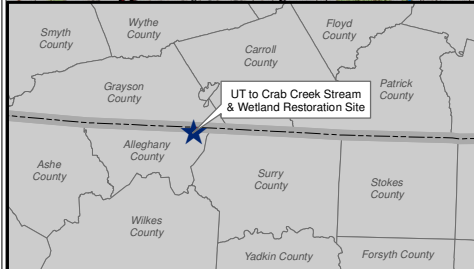 Smyth
County
Wythe
County
Floyd
County
Carroll
County
Grayson
County
Patrick
County
UT to Crab Creek Stream
& Wetland Restoration Site
Alleghany
County
Ashe
County
Surry
County
Stokes
County
Wilkes
County
Yadkin County
Forsyth County